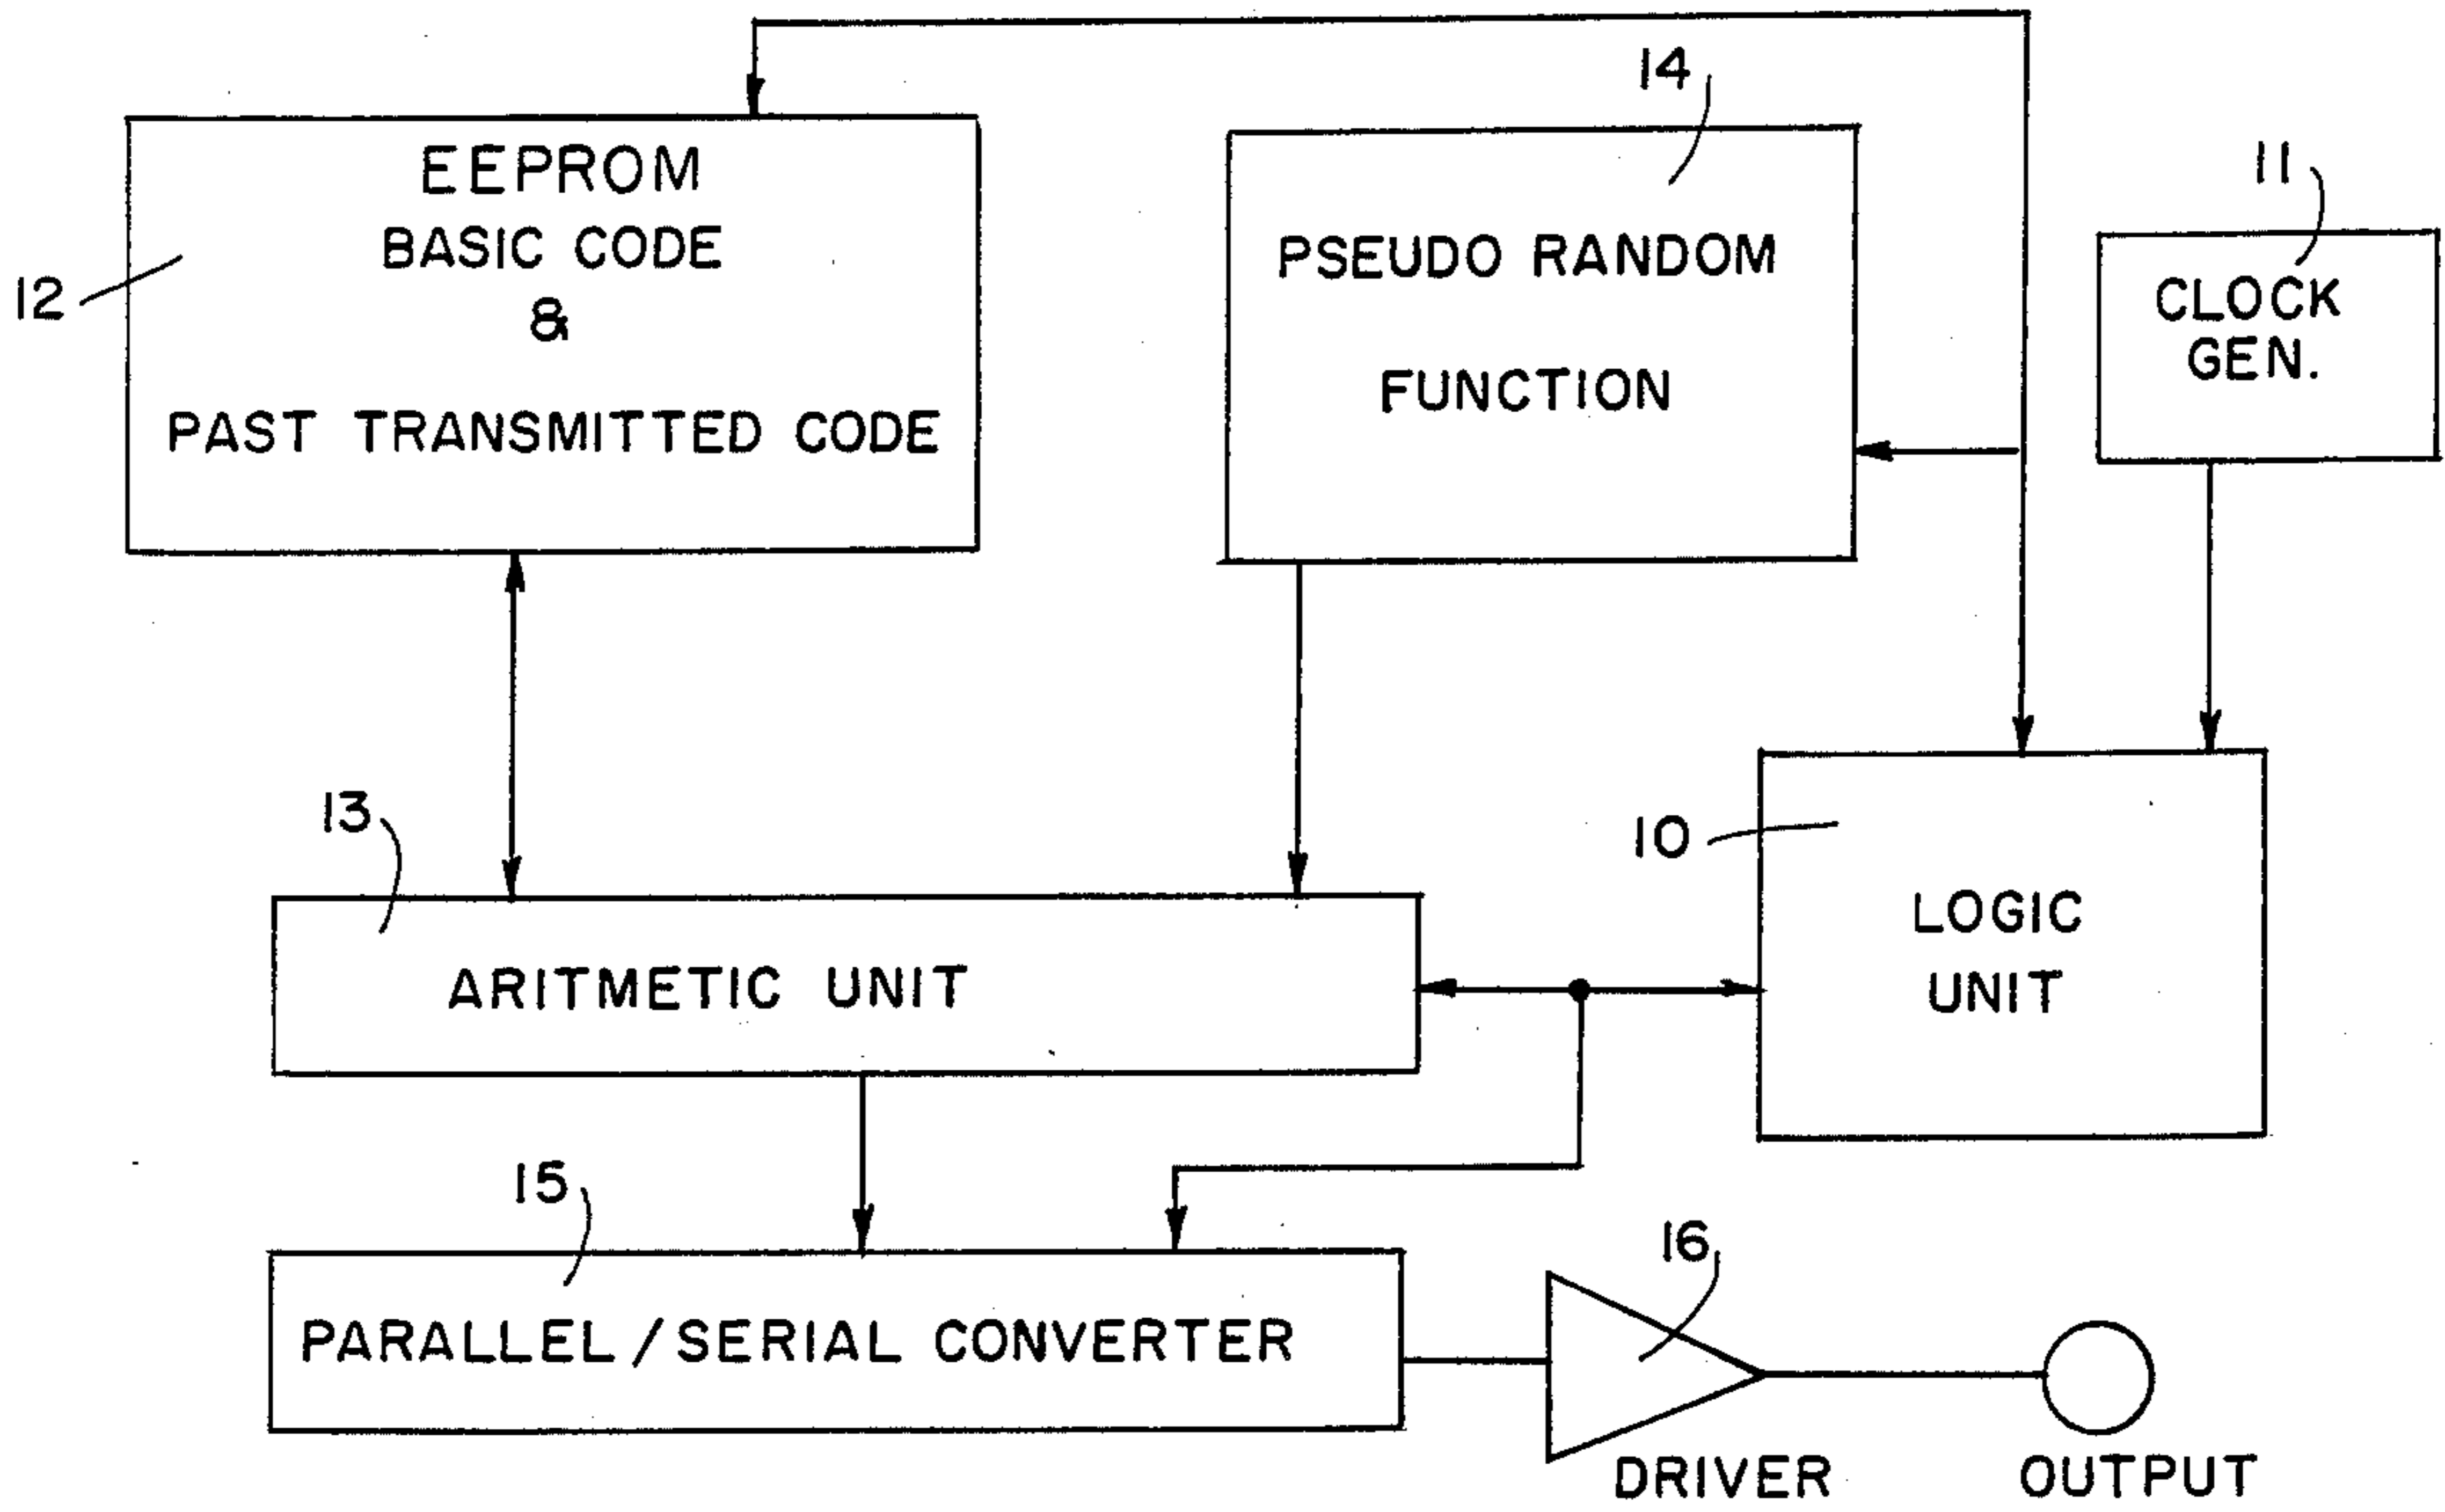 14
11
EEPROM
BASIC CODE
&
PAST TRANSMITTED CODE
12
PSEUDO RANDOM
FUNCTION
CLOCK
GEN.
13
10
ARITMETIC UNIT
LOGIC
UNIT
15
16
PARALLEL/SERIAL CONVERTER
DRIVER
OUTPUT